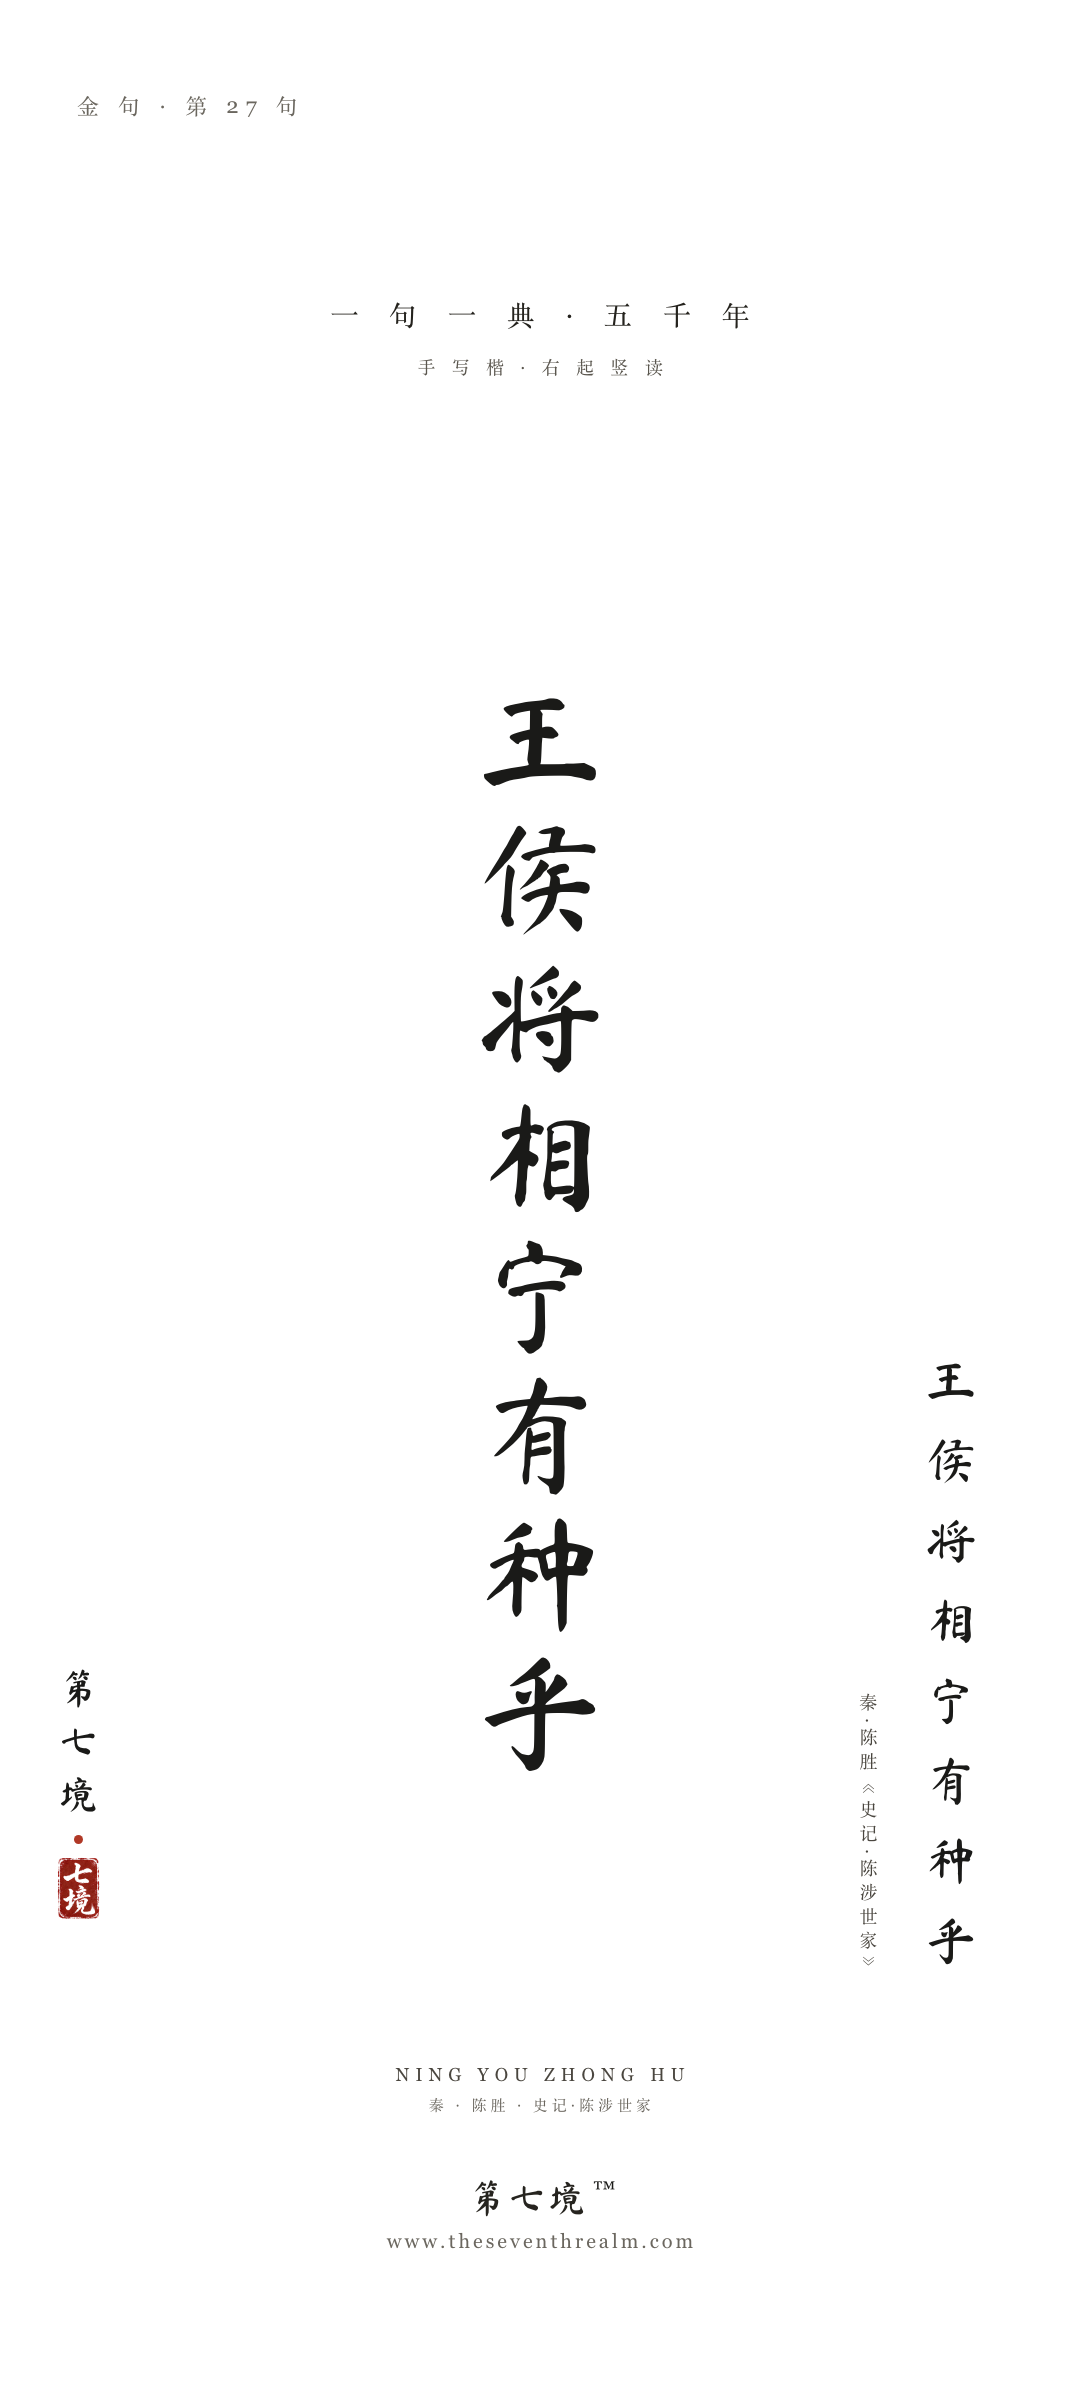 金句·第27句
一句一典·五千年
手写楷·右起竖读
王侯将相宁有种乎
王侯将相宁有种乎
秦·陈胜《史记·陈涉世家》
第七境
七境
NING YOU ZHONG HU
秦 · 陈胜 · 史记·陈涉世家
第七境™
www.theseventhrealm.com